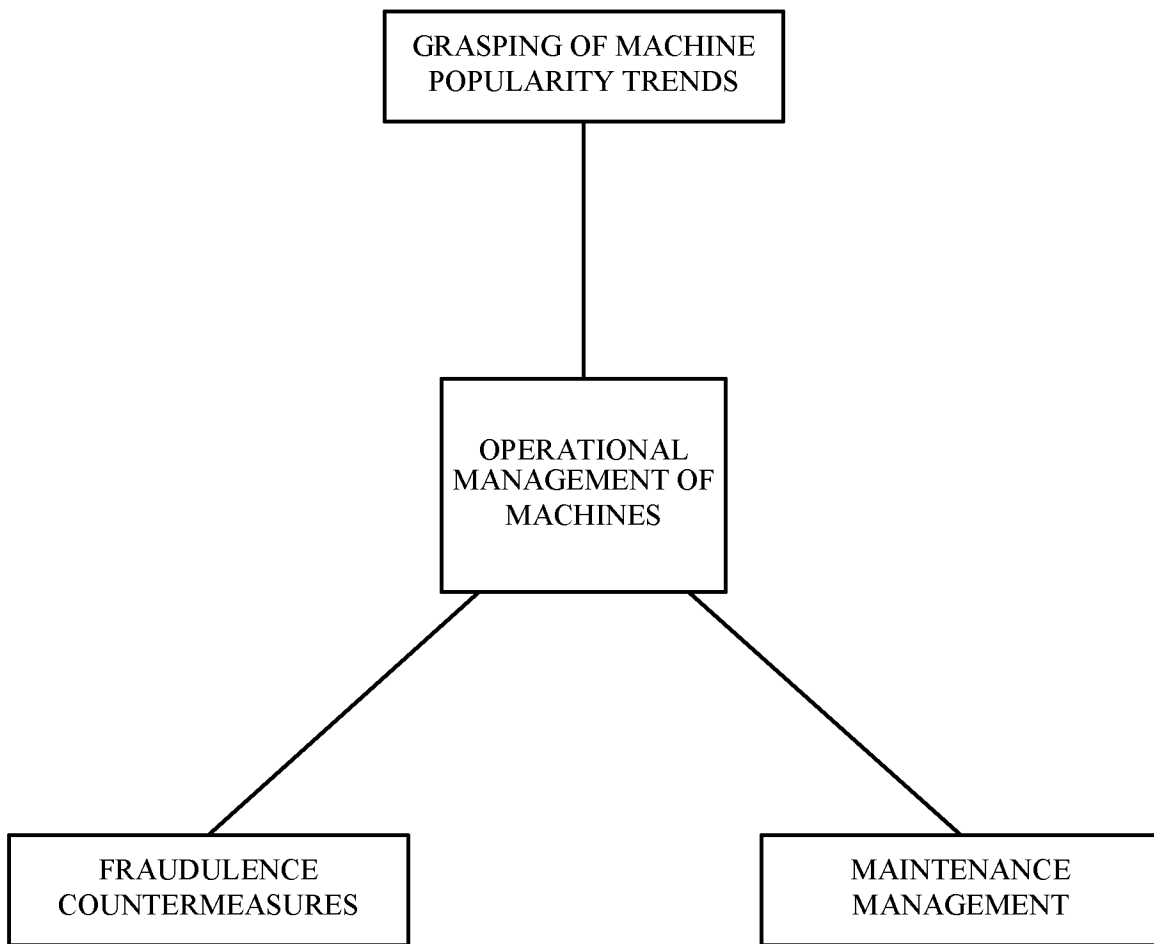 GRASPING OF MACHINE
POPULARITY TRENDS
OPERATIONAL
MANAGEMENT OF
MACHINES
FRAUDULENCE
COUNTERMEASURES
MAINTENANCE
MANAGEMENT